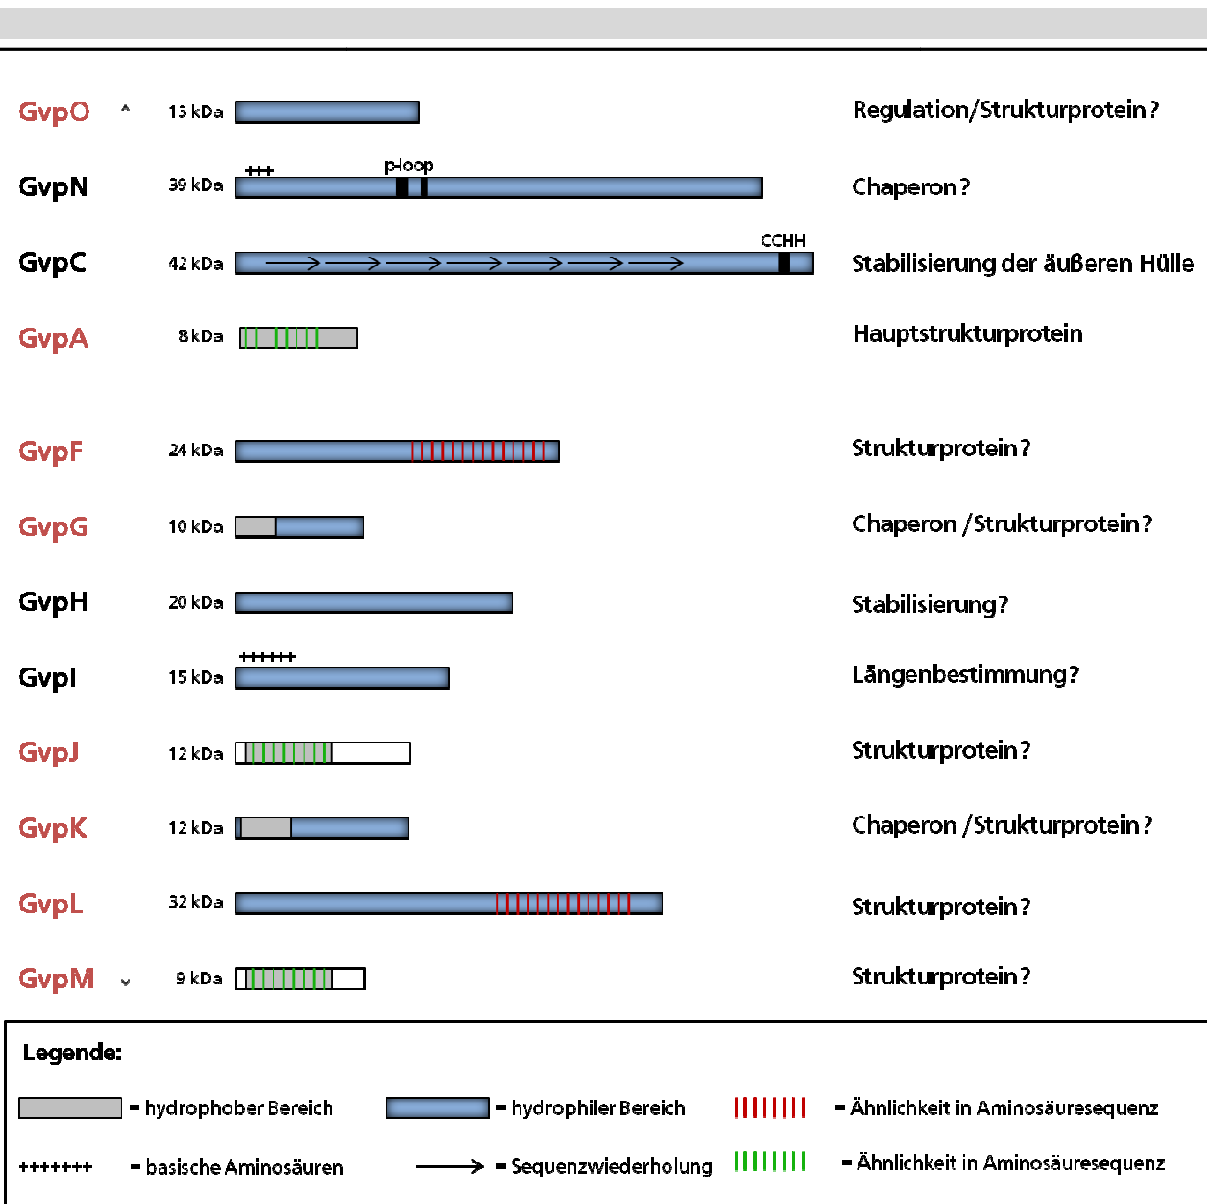 GvpO 13 kDa Regulation/Strukturprotein?
p-loop
+++
GvpN 39 kDa Chaperon?
CCHH
GvpC 42 kDa Stabilisierung der äußeren Hülle
GvpA 8 kDa Hauptstrukturprotein
GvpF 24 kDa Strukturprotein?
GvpG 10 kDa Chaperon /Strukturprotein?
GvpH 20 kDa Stabilisierung?
++++++
GvpI 15 kDa Längenbestimmung?
GvpJ 12 kDa Strukturprotein?
GvpK 12 kDa Chaperon /Strukturprotein?
GvpL 32 kDa Strukturprotein?
GvpM 9 kDa Strukturprotein?
Legende:
= hydrophober Bereich = hydrophiler Bereich = Ähnlichkeit in Aminosäuresequenz
+++++++ = basische Aminosäuren = Sequenzwiederholung = Ähnlichkeit in Aminosäuresequenz